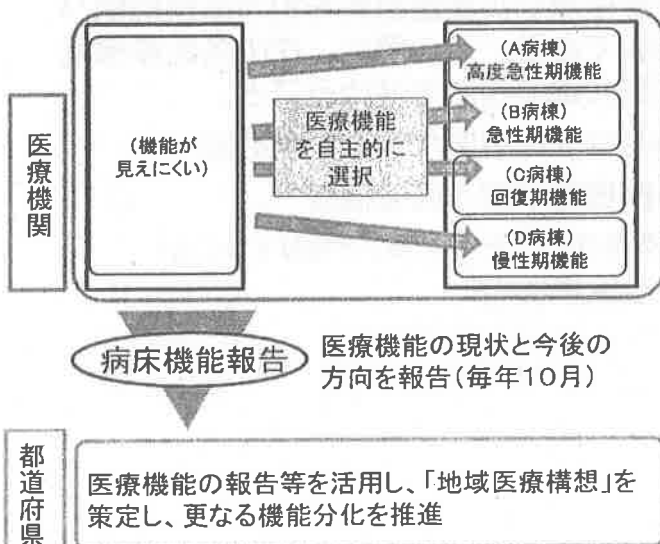 医療機関
(機能が
見えにくい)
医療機能
を自主的に
選択
(A病棟)
高度急性期機能
(B病棟)
急性期機能
(C病棟)
回復期機能
(D病棟)
慢性期機能
病床機能報告
医療機能の現状と今後の
方向を報告(毎年10月)
都道府県
医療機能の報告等を活用し、「地域医療構想」を
策定し、更なる機能分化を推進